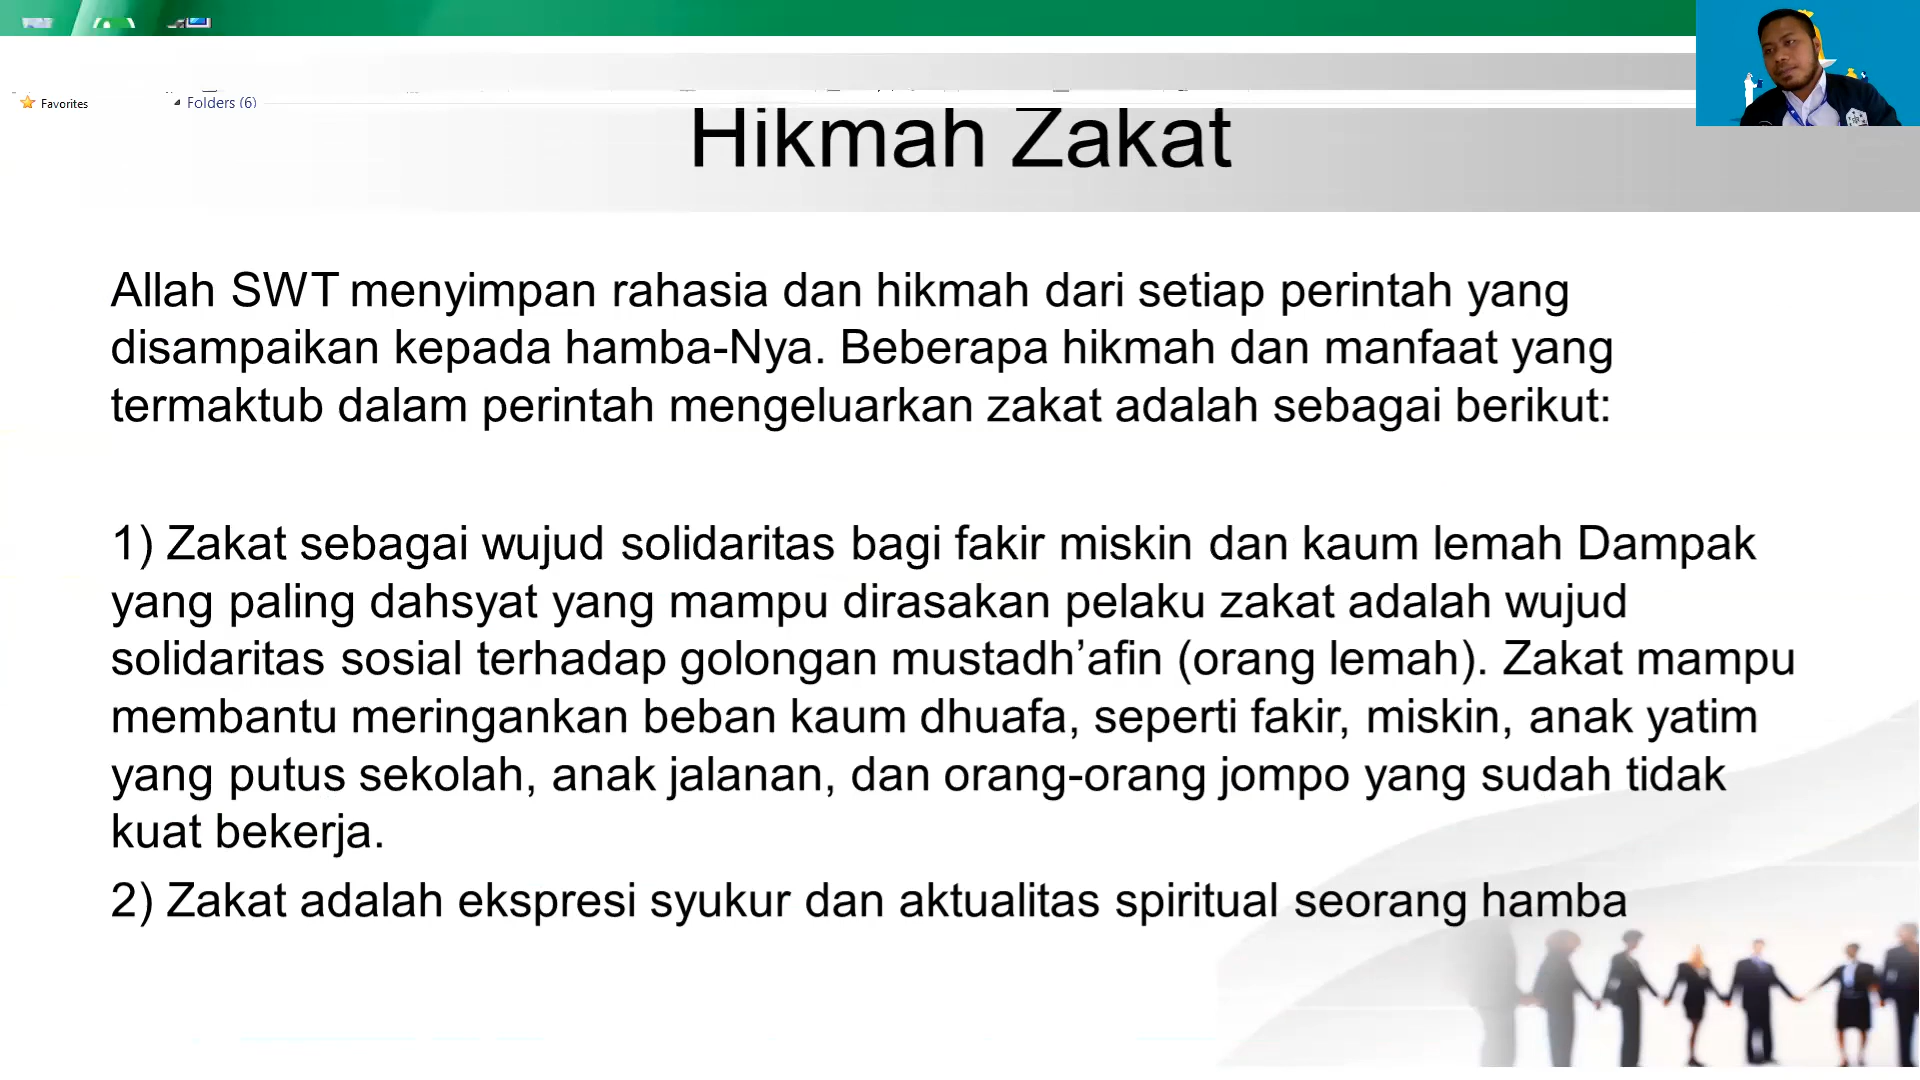 Favorites
Folders (6)
Hikmah Zakat
Allah SWT menyimpan rahasia dan hikmah dari setiap perintah yang
disampaikan kepada hamba-Nya. Beberapa hikmah dan manfaat yang
termaktub dalam perintah mengeluarkan zakat adalah sebagai berikut:
1) Zakat sebagai wujud solidaritas bagi fakir miskin dan kaum lemah Dampak
yang paling dahsyat yang mampu dirasakan pelaku zakat adalah wujud
solidaritas sosial terhadap golongan mustadh’afin (orang lemah). Zakat mampu
membantu meringankan beban kaum dhuafa, seperti fakir, miskin, anak yatim
yang putus sekolah, anak jalanan, dan orang-orang jompo yang sudah tidak
kuat bekerja.
2) Zakat adalah ekspresi syukur dan aktualitas spiritual seorang hamba